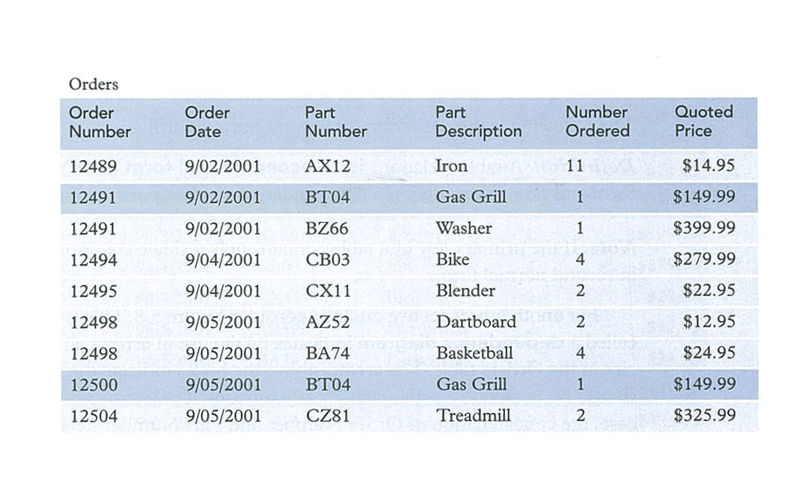 Orders
Order Number Order Date Part Number Part Description Number Ordered Quoted Price
12489 9/02/2001 AX12 Iron 11 $14.95
12491 9/02/2001 BT04 Gas Grill 1 $149.99
12491 9/02/2001 BZ66 Washer 1 $399.99
12494 9/04/2001 CB03 Bike 4 $279.99
12495 9/04/2001 CX11 Blender 2 $22.95
12498 9/05/2001 AZ52 Dartboard 2 $12.95
12498 9/05/2001 BA74 Basketball 4 $24.95
12500 9/05/2001 BT04 Gas Grill 1 $149.99
12504 9/05/2001 CZ81 Treadmill 2 $325.99